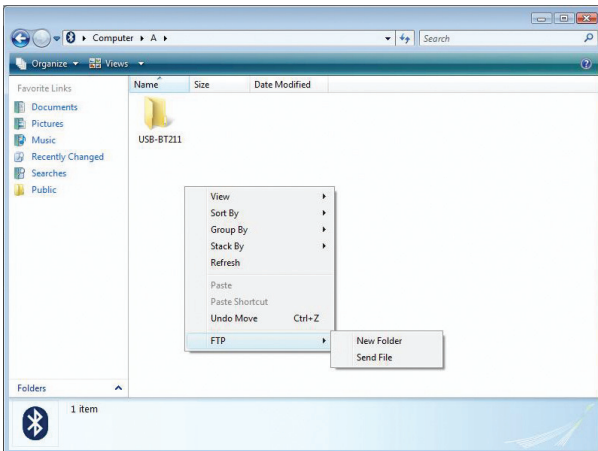 Computer ▸ A ▸
Search
Organize Views
Favorite Links
Documents
Pictures
Music
Recently Changed
Searches
Public
Folders
Name Size Date Modified
USB-BT211
View
Sort By
Group By
Stack By
Refresh
Paste
Paste Shortcut
Undo Move Ctrl+Z
FTP
New Folder
Send File
1 item